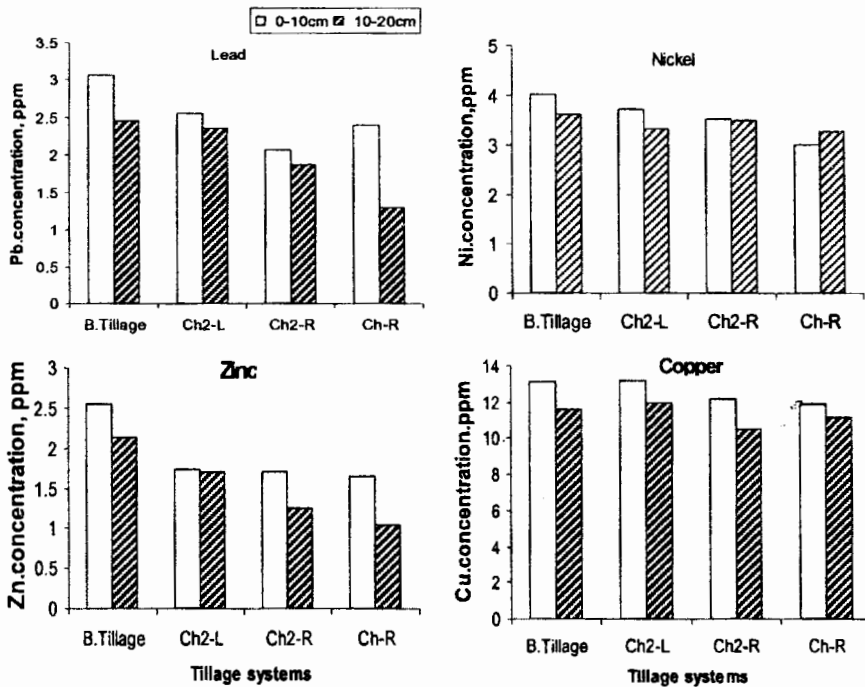 0-10cm 10-20cm
Lead
Pb.concentration, ppm
3.5
3
2.5
2
1.5
1
0.5
0
B.Tillage Ch2-L Ch2-R Ch-R
Nickel
Ni.concentration,ppm
5
4
3
2
1
0
B.Tillage Ch2-L Ch2-R Ch-R
Zinc
Zn.concentration, ppm
3
2.5
2
1.5
1
0.5
0
B.Tillage Ch2-L Ch2-R Ch-R
Tillage systems
Copper
Cu.concentration.ppm
14
12
10
8
6
4
2
0
B.Tillage Ch2-L Ch2-R Ch-R
Tillage systems